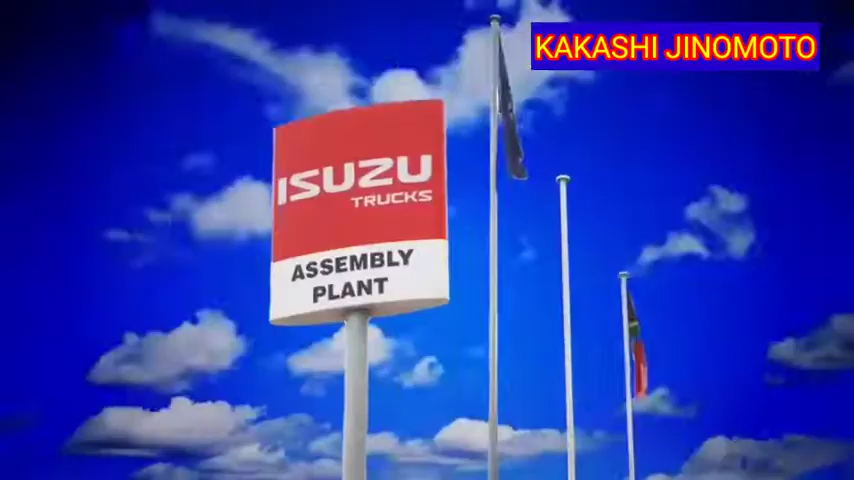 KAKASHI JINOMOTO
ISUZU
TRUCKS
ASSEMBLY
PLANT